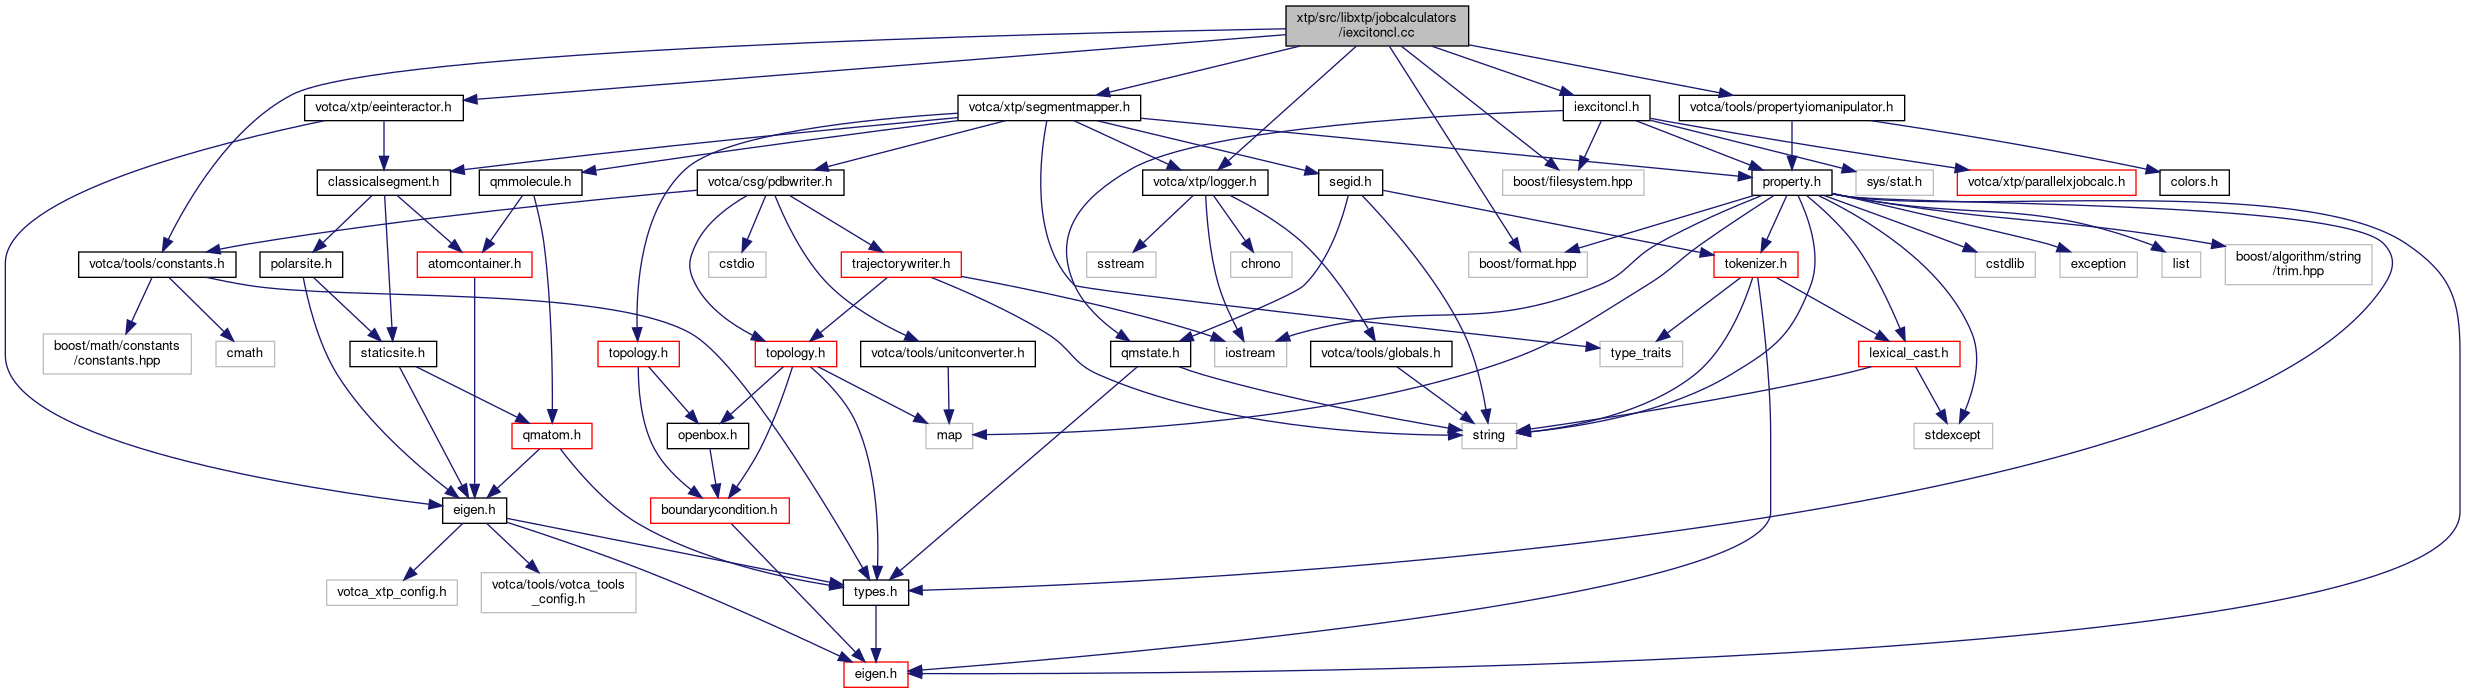 xtp/src/libxtp/jobcalculators
/iexcitoncl.cc
votca/xtp/eeinteractor.h
votca/xtp/segmentmapper.h
iexcitoncl.h
votca/tools/propertyiomanipulator.h
classicalsegment.h
qmmolecule.h
votca/csg/pdbwriter.h
votca/xtp/logger.h
segid.h
boost/filesystem.hpp
property.h
sys/stat.h
votca/xtp/parallelxjobcalc.h
colors.h
votca/tools/constants.h
polarsite.h
atomcontainer.h
cstdio
trajectorywriter.h
sstream
chrono
boost/format.hpp
tokenizer.h
cstdlib
exception
list
boost/algorithm/string
/trim.hpp
boost/math/constants
/constants.hpp
cmath
staticsite.h
topology.h
topology.h
votca/tools/unitconverter.h
qmstate.h
iostream
votca/tools/globals.h
type_traits
lexical_cast.h
qmatom.h
openbox.h
map
string
stdexcept
eigen.h
boundarycondition.h
votca_xtp_config.h
votca/tools/votca_tools
_config.h
types.h
eigen.h